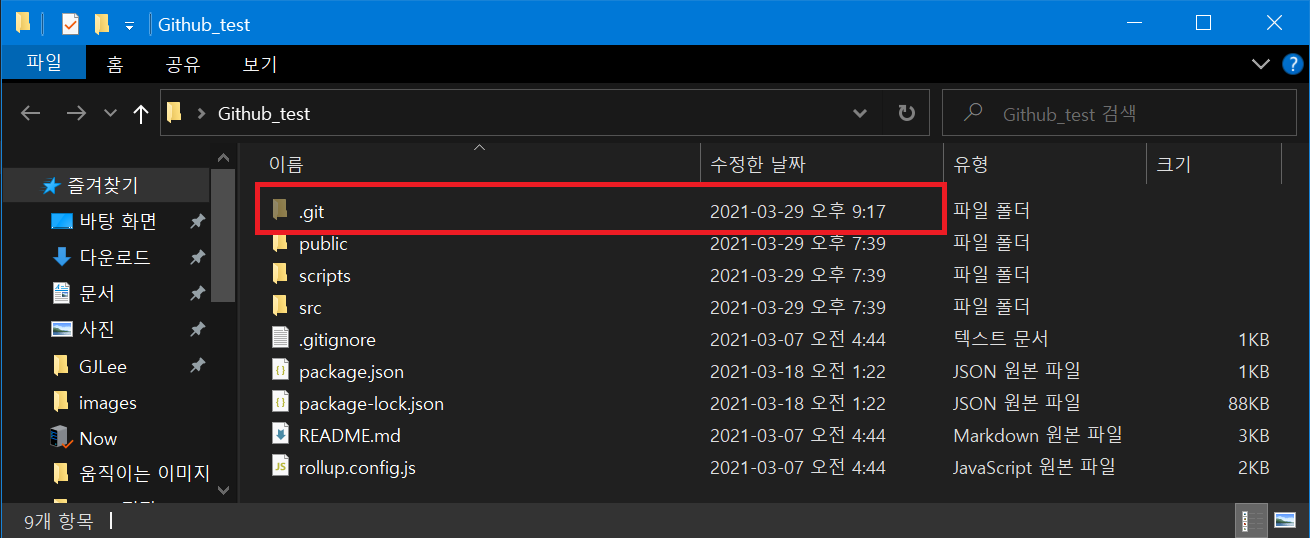 Github_test
파일 홈 공유 보기
Github_test Github_test 검색
이름 수정한 날짜 유형 크기
즐겨찾기
바탕 화면
다운로드
문서
사진
GJLee
images
Now
움직이는 이미지
.git 2021-03-29 오후 9:17 파일 폴더
public 2021-03-29 오후 7:39 파일 폴더
scripts 2021-03-29 오후 7:39 파일 폴더
src 2021-03-29 오후 7:39 파일 폴더
.gitignore 2021-03-07 오전 4:44 텍스트 문서 1KB
package.json 2021-03-18 오전 1:22 JSON 원본 파일 1KB
package-lock.json 2021-03-18 오전 1:22 JSON 원본 파일 88KB
README.md 2021-03-07 오전 4:44 Markdown 원본 파일 3KB
rollup.config.js 2021-03-07 오전 4:44 JavaScript 원본 파일 2KB
9개 항목